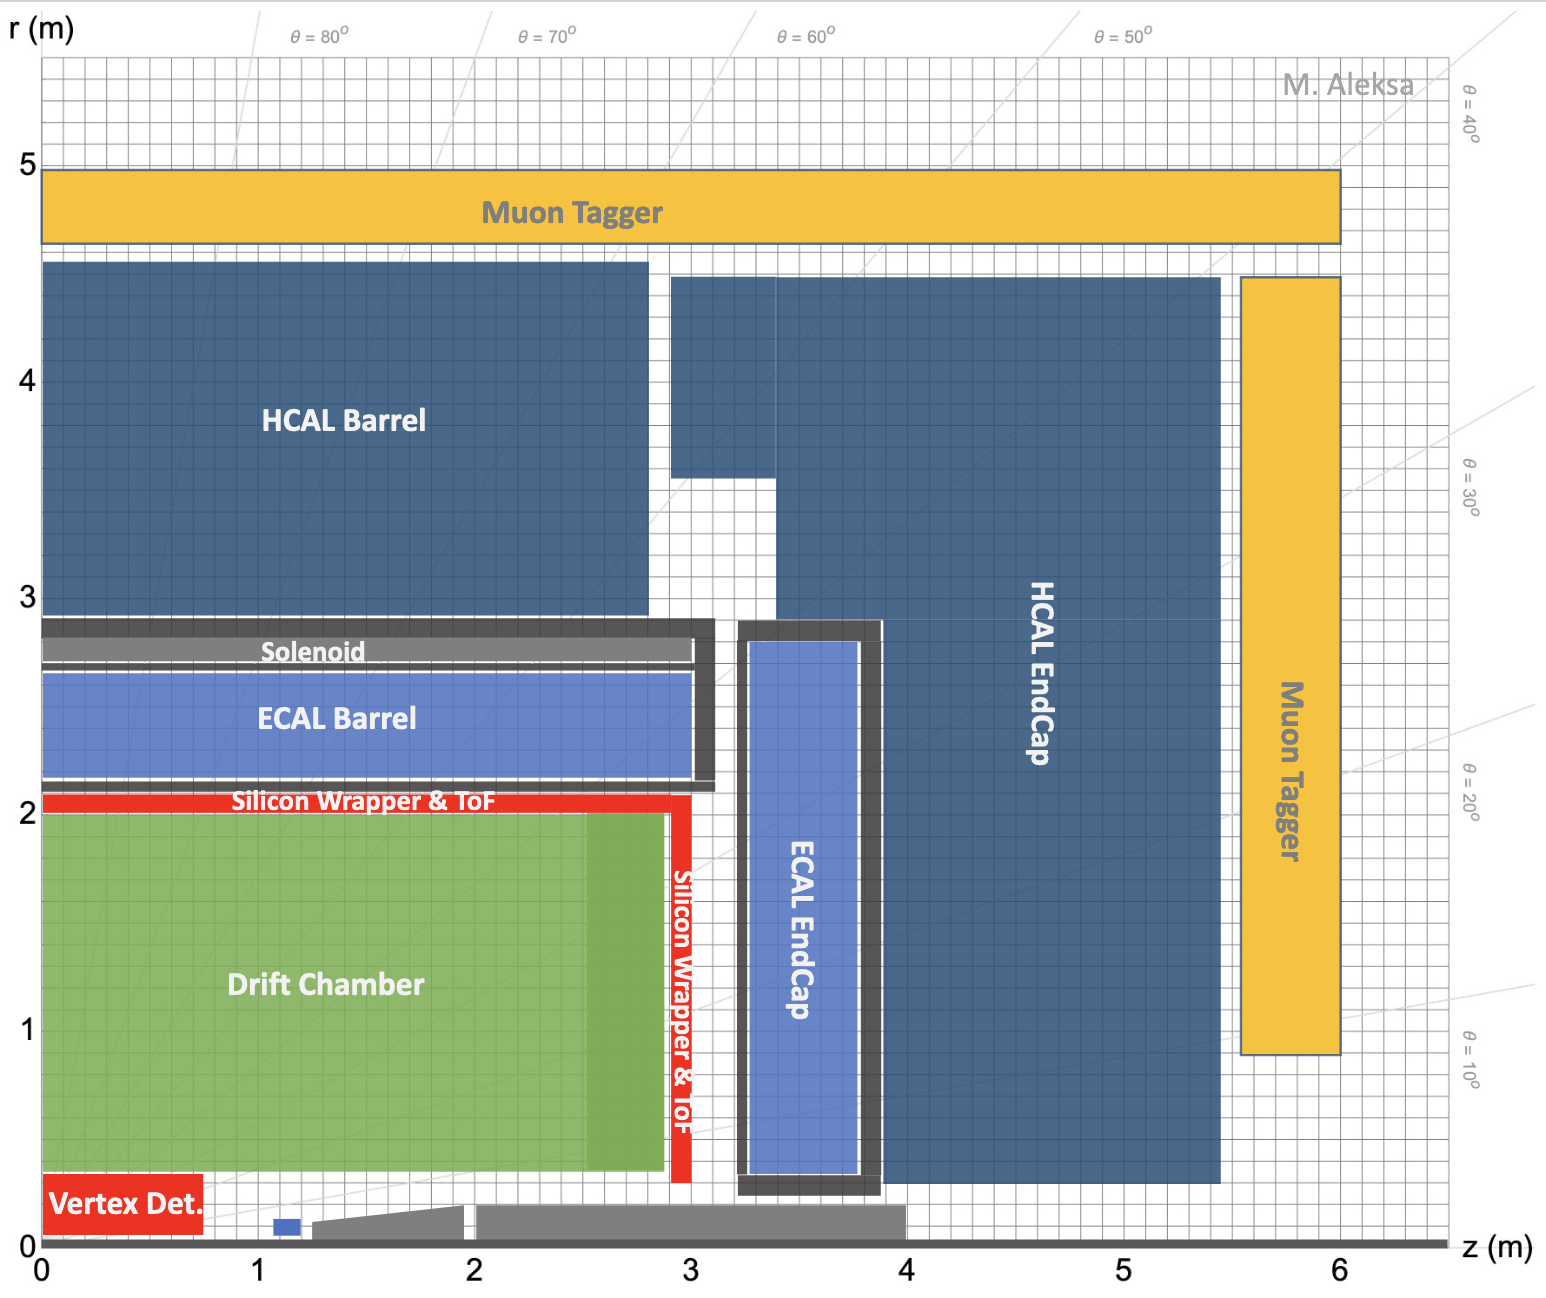 r (m)
θ = 80°
θ = 70°
θ = 60°
θ = 50°
M. Aleksa
θ = 40°
5
Muon Tagger
4
HCAL Barrel
θ = 30°
3
HCAL EndCap
Solenoid
ECAL Barrel
Muon Tagger
θ = 20°
2
Silicon Wrapper & ToF
Silicon Wrapper & ToF
ECAL EndCap
Drift Chamber
1
θ = 10°
Vertex Det.
0
z (m)
0 1 2 3 4 5 6